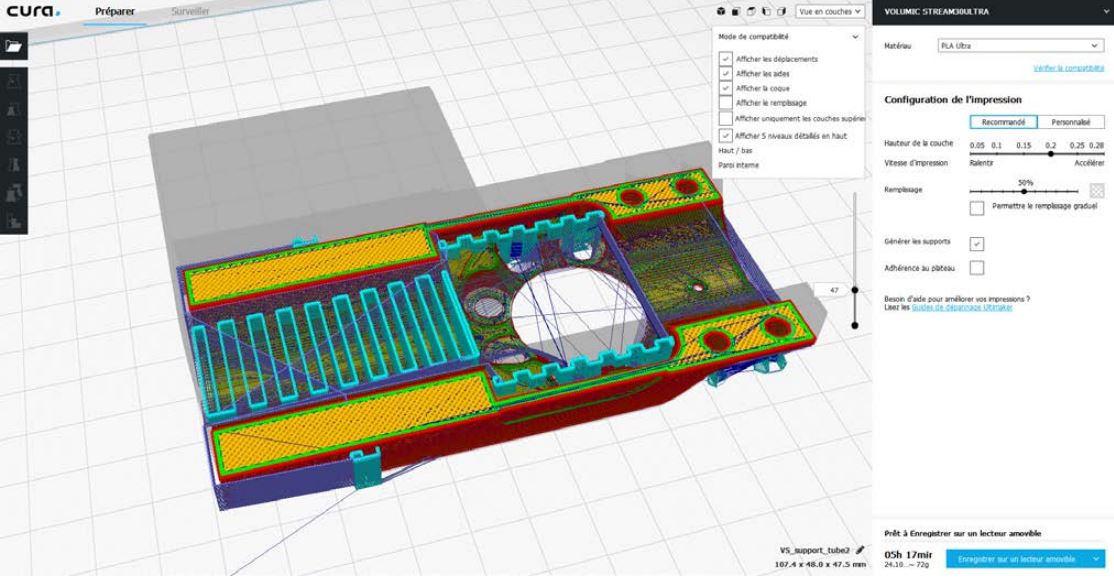 cura.
Préparer
Surveiller
Vue en couches
Mode de compatibilité
Afficher les déplacements
Afficher les aides
Afficher la coque
Afficher le remplissage
Afficher uniquement les couches supérie
Afficher 5 niveaux détaillés en haut
Haut / bas
Paroi interne
47
VS_support_tube2
107.4 x 48.0 x 47.5 mm
VOLUMIC STREAM30ULTRA
Matériau
PLA Ultra
Vérifier la compatibilité
Configuration de l'impression
Recommandé
Personnalisé
Hauteur de la couche
0.05 0.1 0.15 0.2 0.25 0.28
Vitesse d'impression
Ralentir
Accélérer
Remplissage
50%
Permettre le remplissage graduel
Générer les supports
Adhérence au plateau
Besoin d'aide pour améliorer vos impressions ?
Lisez les Guides de dépannage Ultimaker
Prêt à Enregistrer sur un lecteur amovible
05h 17mir
24.10... ~ 72g
Enregistrer sur un lecteur amovible